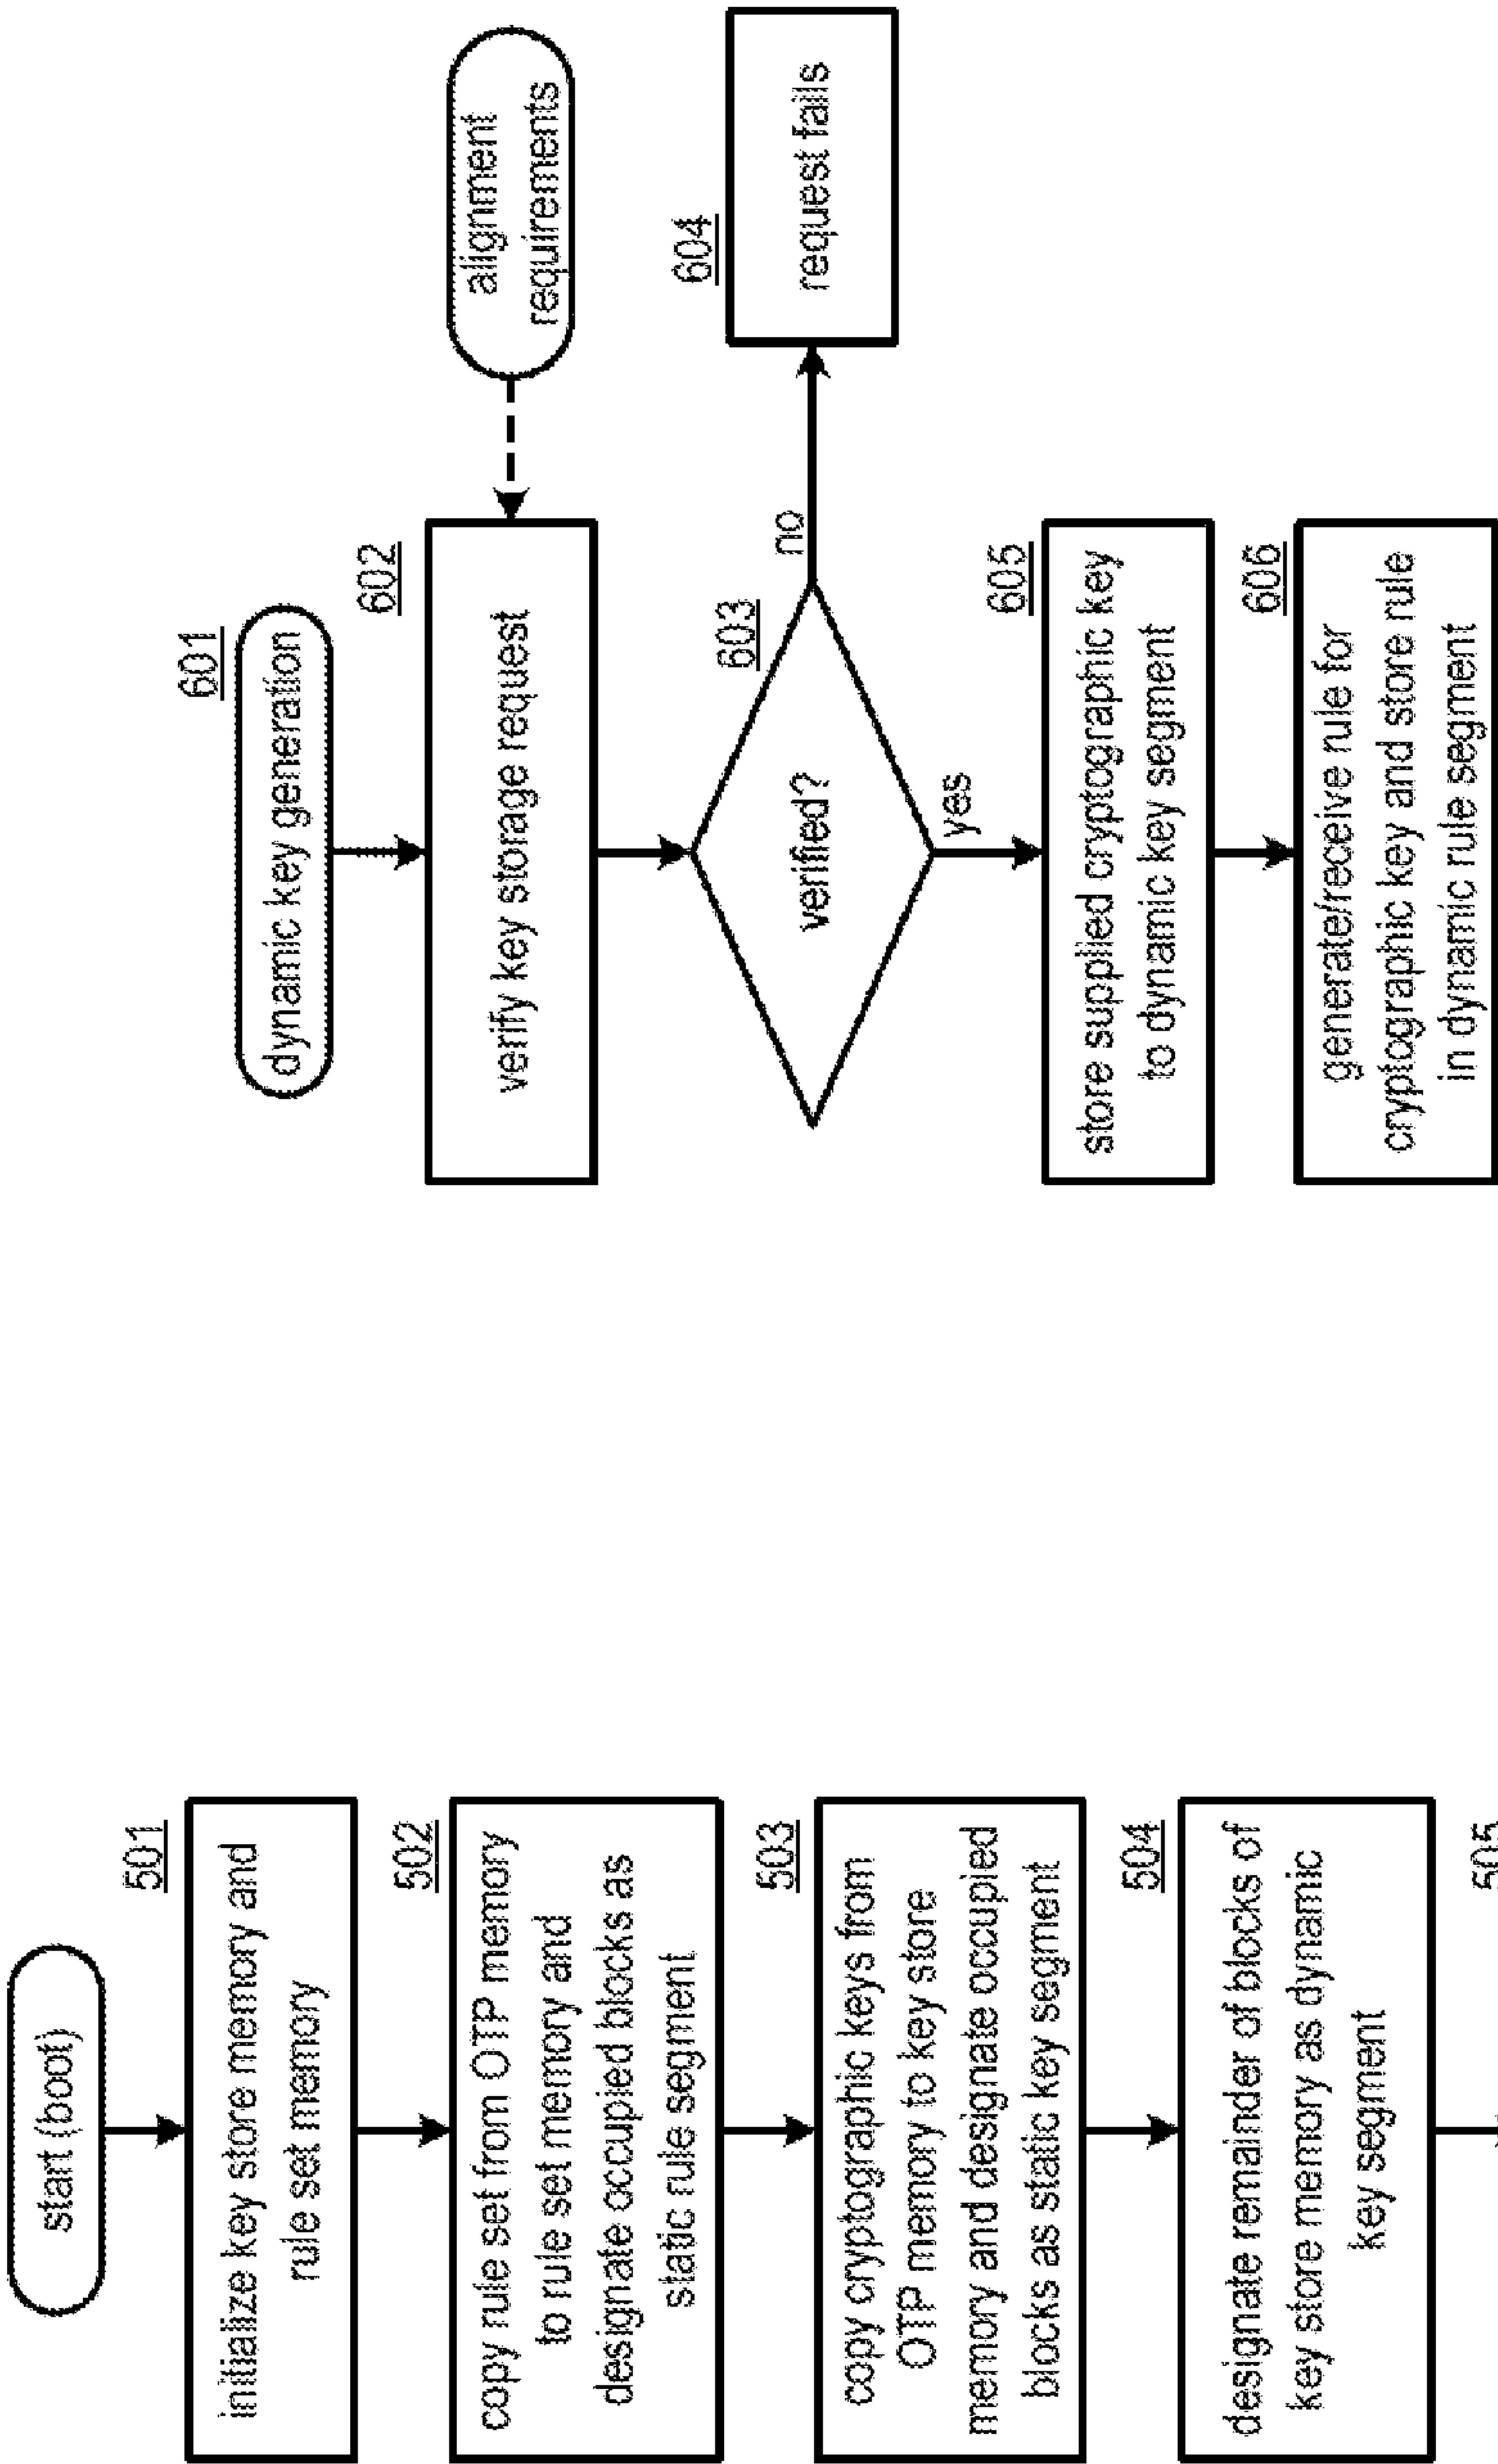 start (boot)
501
initialize key store memory and
rule set memory
502
copy rule set from OTP memory
to rule set memory and
designate occupied blocks as
static rule segment
503
copy cryptographic keys from
OTP memory to key store
memory and designate occupied
blocks as static key segment
504
designate remainder of blocks of
key store memory as dynamic
key segment
505
601
dynamic key generation
602
verify key storage request
alignment
requirements
603
verified?
no
604
request fails
yes
605
store supplied cryptographic key
to dynamic key segment
606
generate/receive rule for
cryptographic key and store rule
in dynamic rule segment